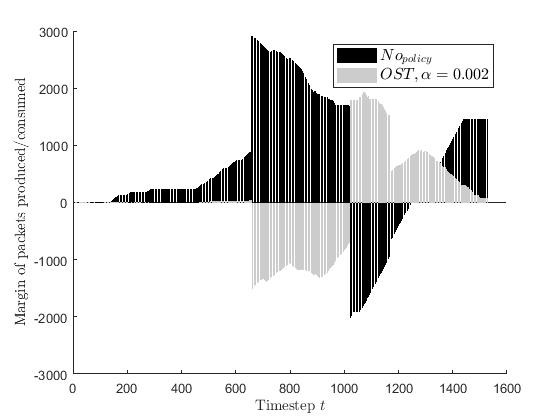 3000
2000
1000
0
-1000
-2000
-3000
Margin of packets produced/consumed
No_policy
OST, α = 0.002
0 200 400 600 800 1000 1200 1400 1600
Timestep t